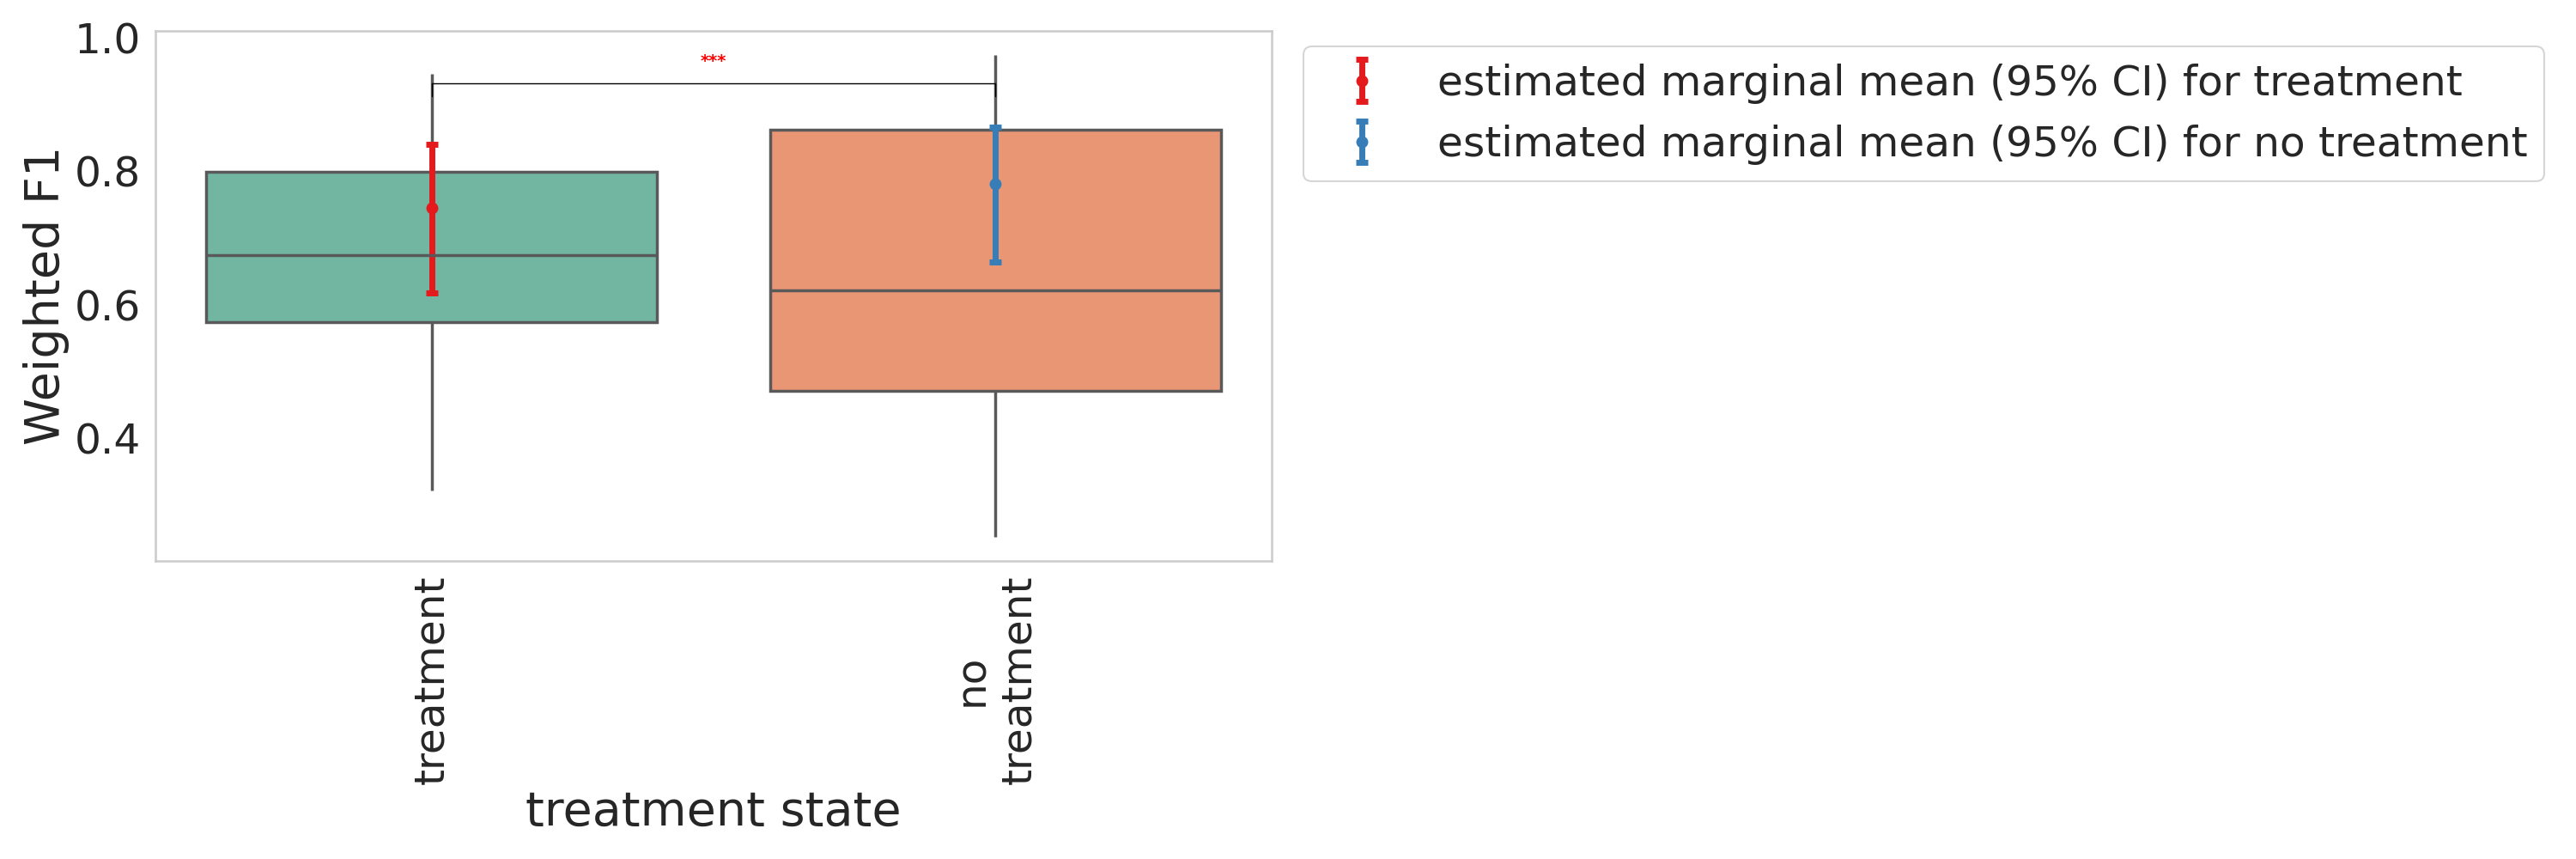 1.0
0.8
0.6
0.4
Weighted F1
***
treatment
no
treatment
treatment state
estimated marginal mean (95% CI) for treatment
estimated marginal mean (95% CI) for no treatment